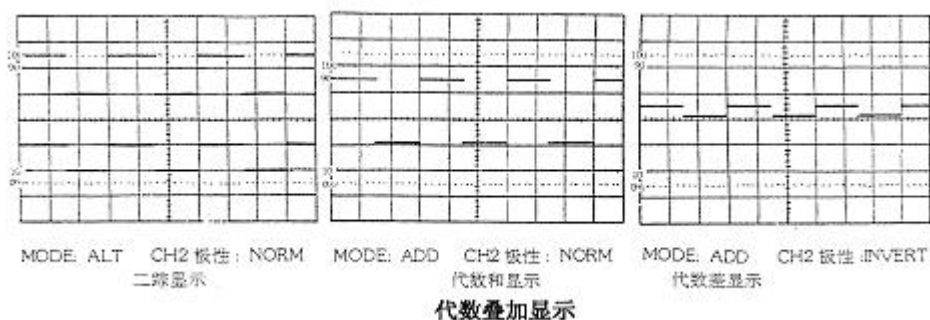 MODE: ALT CH2 极性: NORM
二踪显示
MODE: ADD CH2 极性: NORM
代数和显示
MODE: ADD CH2 极性:INVERT
代数差显示
代数叠加显示